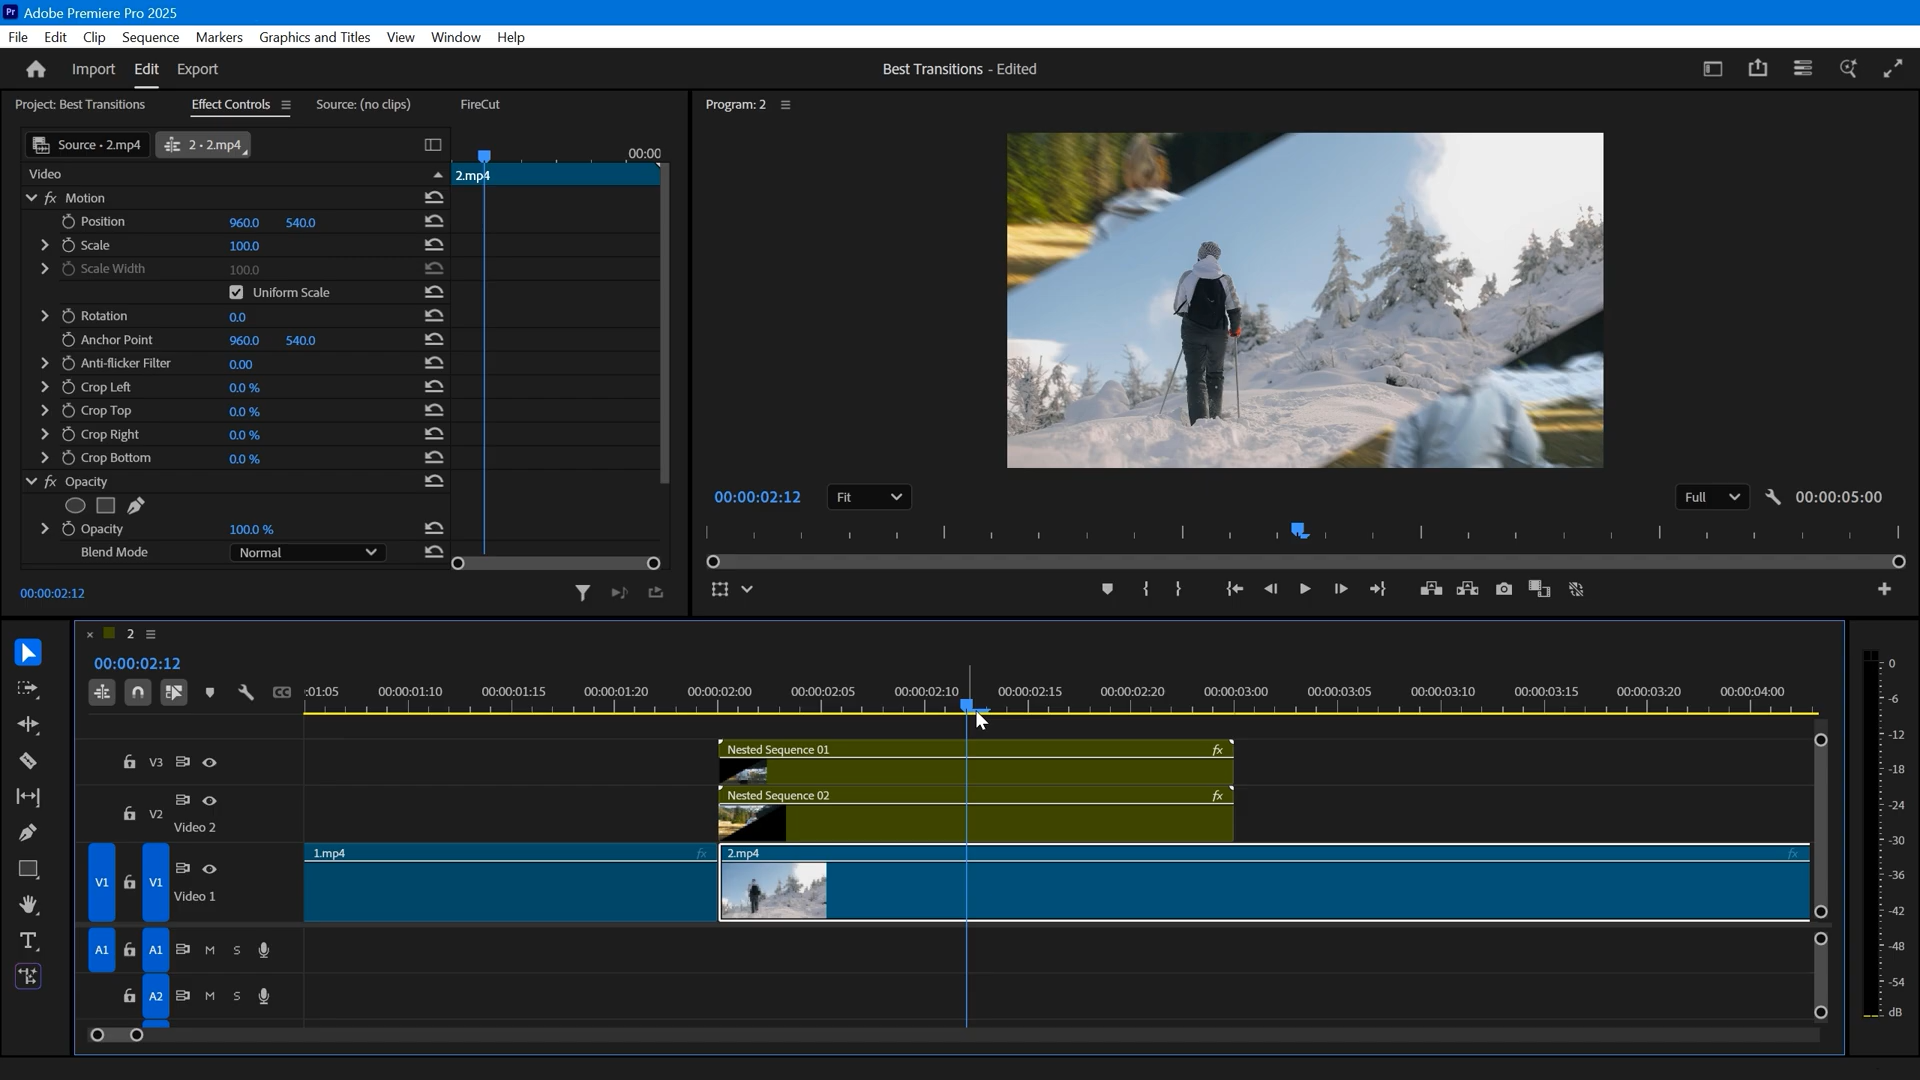 Adobe Premiere Pro 2025
File Edit Clip Sequence Markers Graphics and Titles View Window Help
Import Edit Export Best Transitions - Edited
Project: Best Transitions Effect Controls Source: (no clips) FireCut
Source • 2.mp4 2 • 2.mp4 00:00
Video 2.mp4
fx Motion
Position 960.0 540.0
Scale 100.0
Scale Width 100.0
Uniform Scale
Rotation 0.0
Anchor Point 960.0 540.0
Anti-flicker Filter 0.00
Crop Left 0.0 %
Crop Top 0.0 %
Crop Right 0.0 %
Crop Bottom 0.0 %
fx Opacity
Opacity 100.0 %
Blend Mode Normal
00:00:02:12
Program: 2
00:00:02:12 Fit Full 00:00:05:00
2
00:00:02:12
CC
:01:05 00:00:01:10 00:00:01:15 00:00:01:20 00:00:02:00 00:00:02:05 00:00:02:10 00:00:02:15 00:00:02:20 00:00:03:00 00:00:03:05 00:00:03:10 00:00:03:15 00:00:03:20 00:00:04:00
V3 Nested Sequence 01 fx
V2 Nested Sequence 02 fx
Video 2
1.mp4 fx 2.mp4 fx
V1 V1
Video 1
A1 A1 M S
A2 M S
T
Pr
0
-6
-12
-18
-24
-30
-36
-42
-48
-54
dB